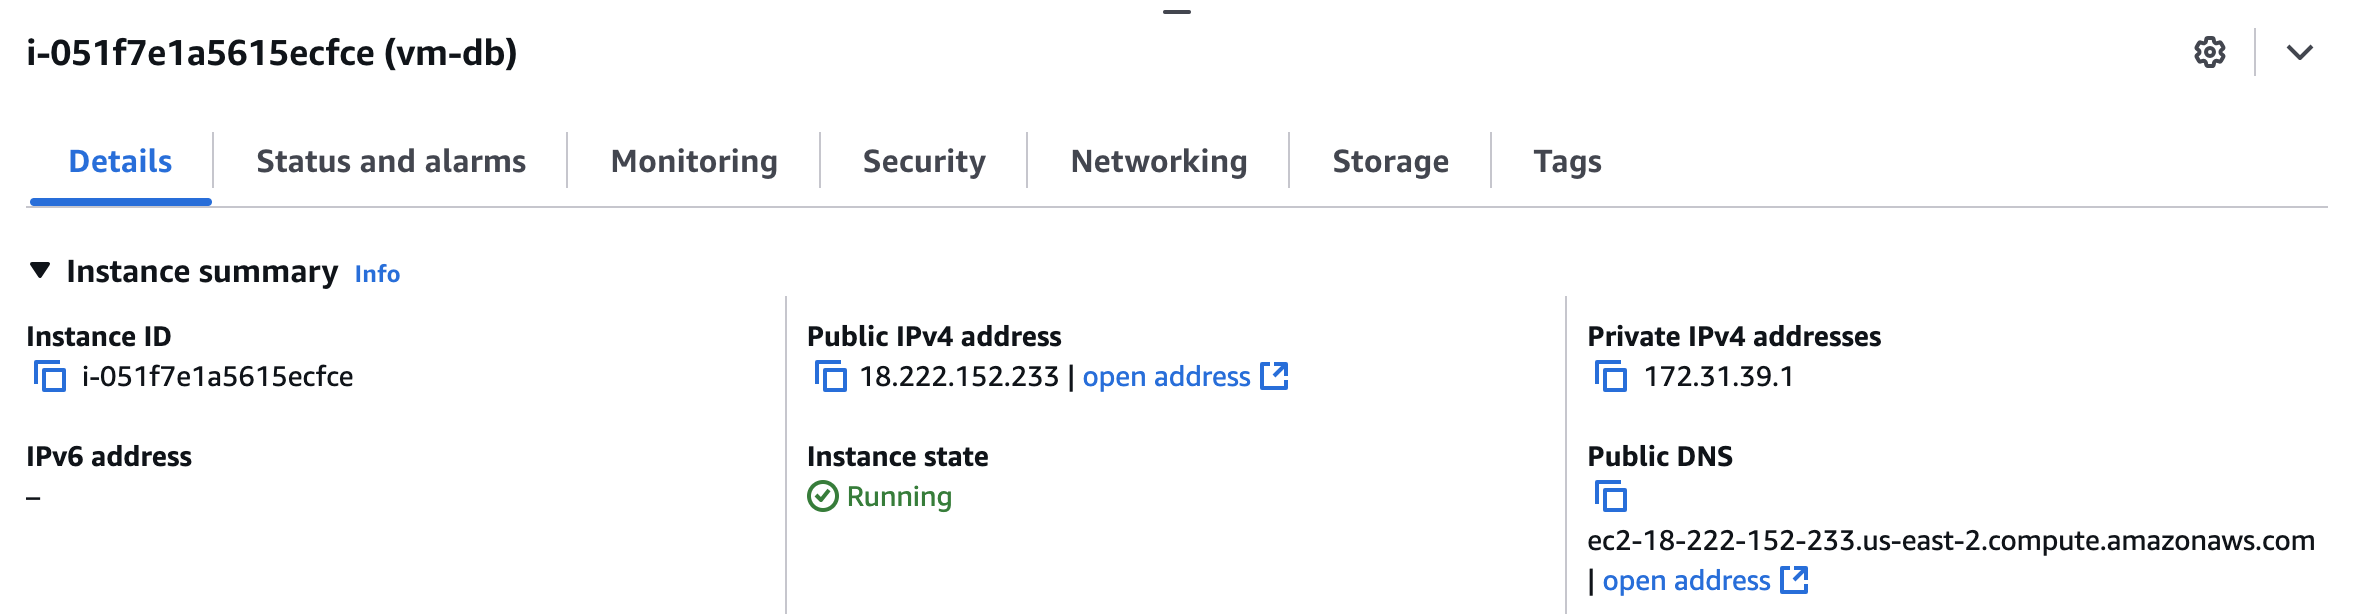 i-051f7e1a5615ecfce (vm-db)
Details
Status and alarms
Monitoring
Security
Networking
Storage
Tags
Instance summary Info
Instance ID
i-051f7e1a5615ecfce
IPv6 address
–
Public IPv4 address
18.222.152.233 | open address
Instance state
Running
Private IPv4 addresses
172.31.39.1
Public DNS
ec2-18-222-152-233.us-east-2.compute.amazonaws.com
| open address